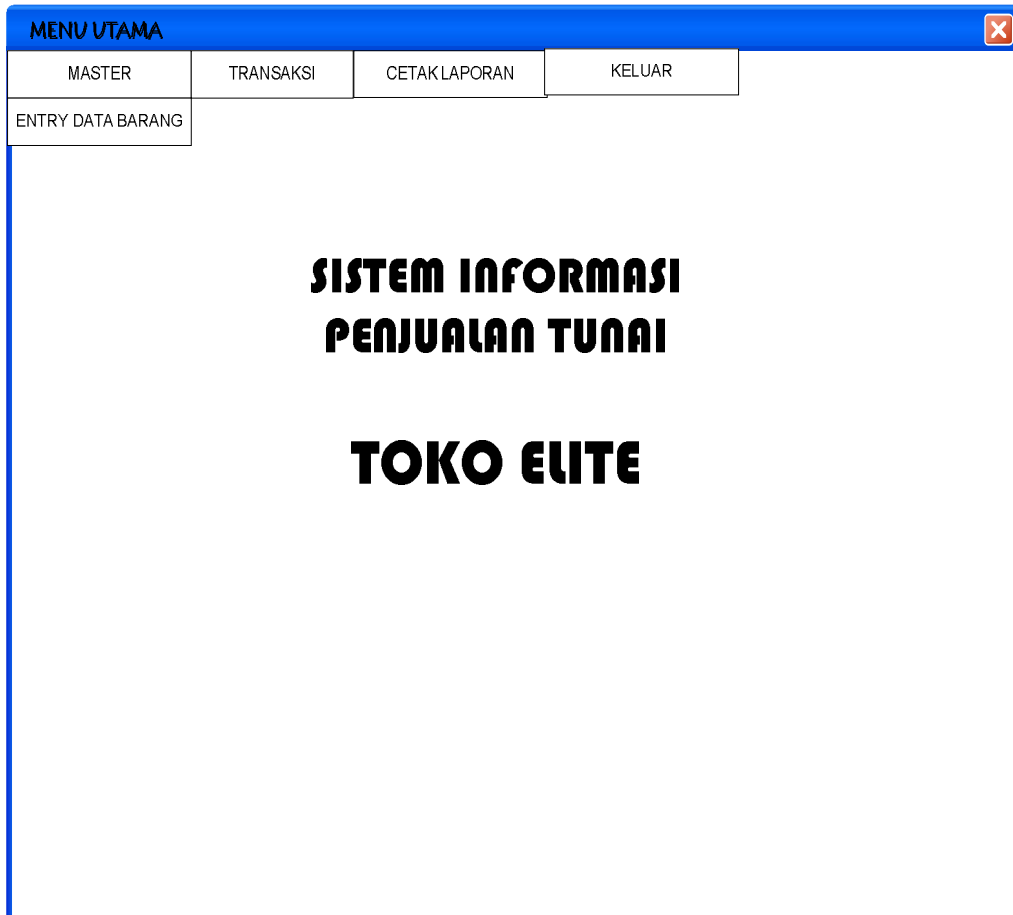 MENU UTAMA
MASTER TRANSAKSI CETAK LAPORAN KELUAR
ENTRY DATA BARANG
SISTEM INFORMASI
PENJUALAN TUNAI
TOKO ELITE